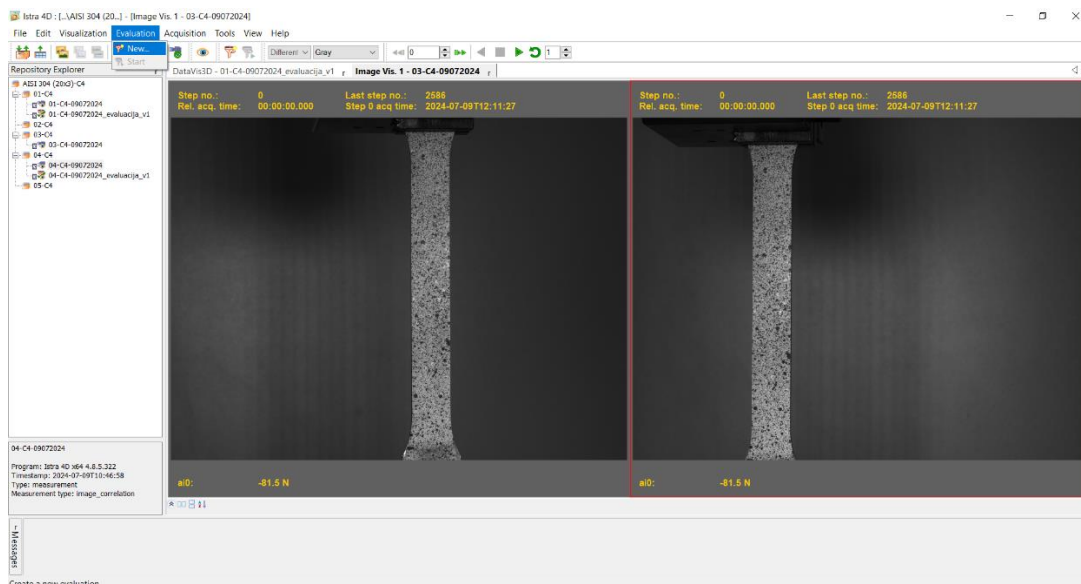 Istra 4D : [...\AISI 304 (20...] - [Image Vis. 1 - 03-C4-09072024]
File Edit Visualization Evaluation Acquisition Tools View Help
New...
Start
Different Gray 0 1
Repository Explorer
DataVis3D - 01-C4-09072024_evaluacija_v1 Image Vis. 1 - 03-C4-09072024
AISI 304 (20x3)-C4
01-C4
01-C4-09072024
01-C4-09072024_evaluacija_v1
02-C4
03-C4
03-C4-09072024
04-C4
04-C4-09072024
04-C4-09072024_evaluacija_v1
05-C4
Step no.: 0 Last step no.: 2586
Rel. acq. time: 00:00:00.000 Step 0 acq time: 2024-07-09T12:11:27
ai0: -81.5 N
Step no.: 0 Last step no.: 2586
Rel. acq. time: 00:00:00.000 Step 0 acq time: 2024-07-09T12:11:27
ai0: -81.5 N
04-C4-09072024
Program: Istra 4D x64 4.8.5.322
Timestamp: 2024-07-09T10:46:58
Type: measurement
Measurement type: image_correlation
Messages
Create a new evaluation